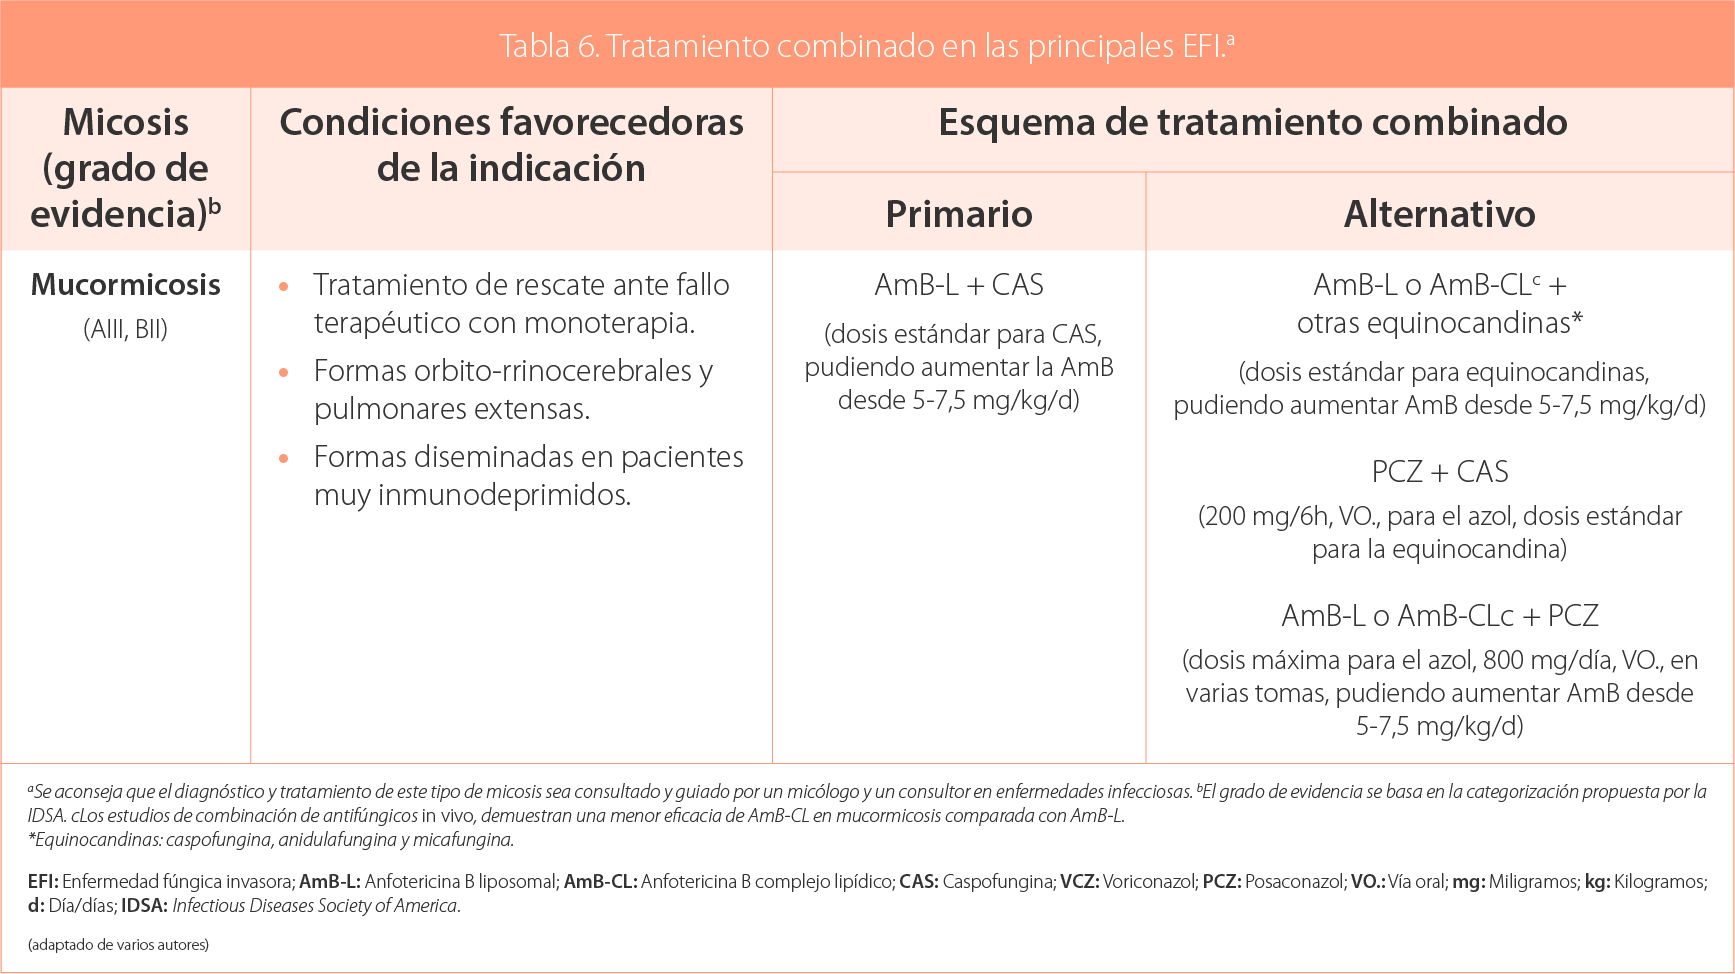 Tabla 6. Tratamiento combinado en las principales EFI.ª
Micosis
(grado de
evidencia)ᵇ
Condiciones favorecedoras
de la indicación
Esquema de tratamiento combinado
Primario
Alternativo
Mucormicosis
(AIII, BII)
• Tratamiento de rescate ante fallo
terapéutico con monoterapia.
• Formas orbito-rrinocerebrales y
pulmonares extensas.
• Formas diseminadas en pacientes
muy inmunodeprimidos.
AmB-L + CAS
(dosis estándar para CAS,
pudiendo aumentar la AmB
desde 5-7,5 mg/kg/d)
AmB-L o AmB-CLᶜ +
otras equinocandinas*
(dosis estándar para equinocandinas,
pudiendo aumentar AmB desde 5-7,5 mg/kg/d)
PCZ + CAS
(200 mg/6h, VO., para el azol, dosis estándar
para la equinocandina)
AmB-L o AmB-CLc + PCZ
(dosis máxima para el azol, 800 mg/día, VO., en
varias tomas, pudiendo aumentar AmB desde
5-7,5 mg/kg/d)
ªSe aconseja que el diagnóstico y tratamiento de este tipo de micosis sea consultado y guiado por un micólogo y un consultor en enfermedades infecciosas. ᵇEl grado de evidencia se basa en la categorización propuesta por la
IDSA. cLos estudios de combinación de antifúngicos in vivo, demuestran una menor eficacia de AmB-CL en mucormicosis comparada con AmB-L.
*Equinocandinas: caspofungina, anidulafungina y micafungina.
EFI: Enfermedad fúngica invasora; AmB-L: Anfotericina B liposomal; AmB-CL: Anfotericina B complejo lipídico; CAS: Caspofungina; VCZ: Voriconazol; PCZ: Posaconazol; VO.: Vía oral; mg: Miligramos; kg: Kilogramos;
d: Día/días; IDSA: Infectious Diseases Society of America.
(adaptado de varios autores)